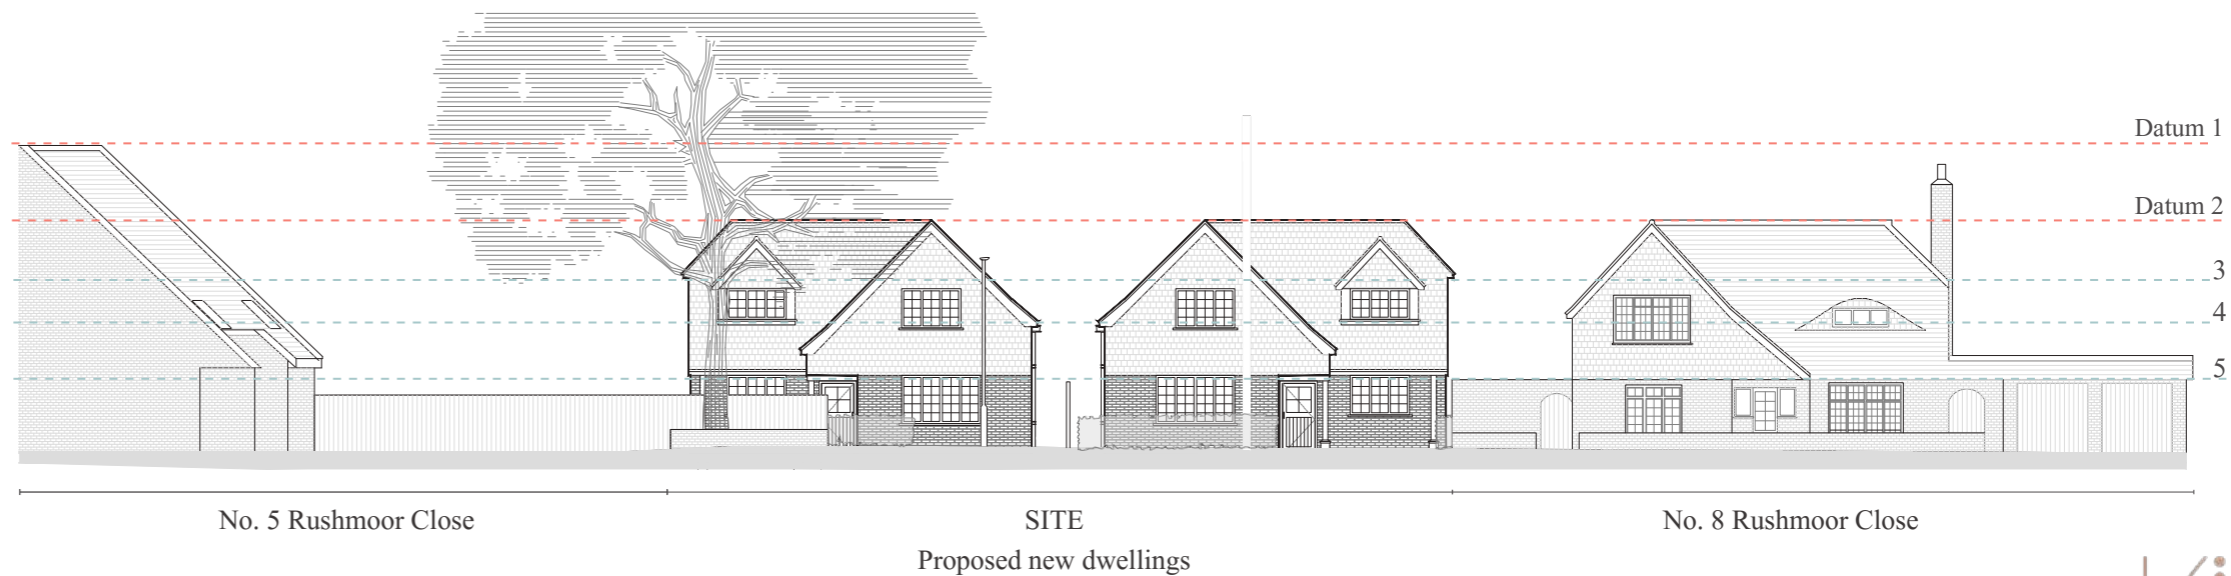 Datum 1
Datum 2
3
4
5
No. 5 Rushmoor Close
SITE
No. 8 Rushmoor Close
Proposed new dwellings